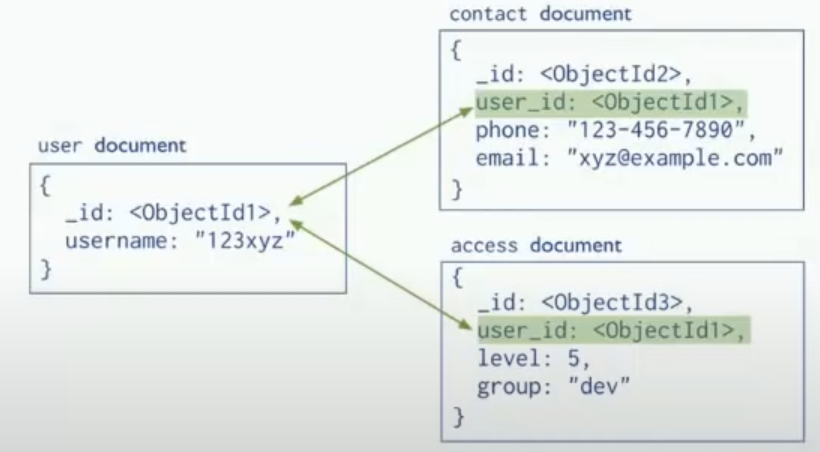 user document
{
_id: <ObjectId1>,
username: "123xyz"
}
contact document
{
_id: <ObjectId2>,
user_id: <ObjectId1>,
phone: "123-456-7890",
email: "xyz@example.com"
}
access document
{
_id: <ObjectId3>,
user_id: <ObjectId1>,
level: 5,
group: "dev"
}